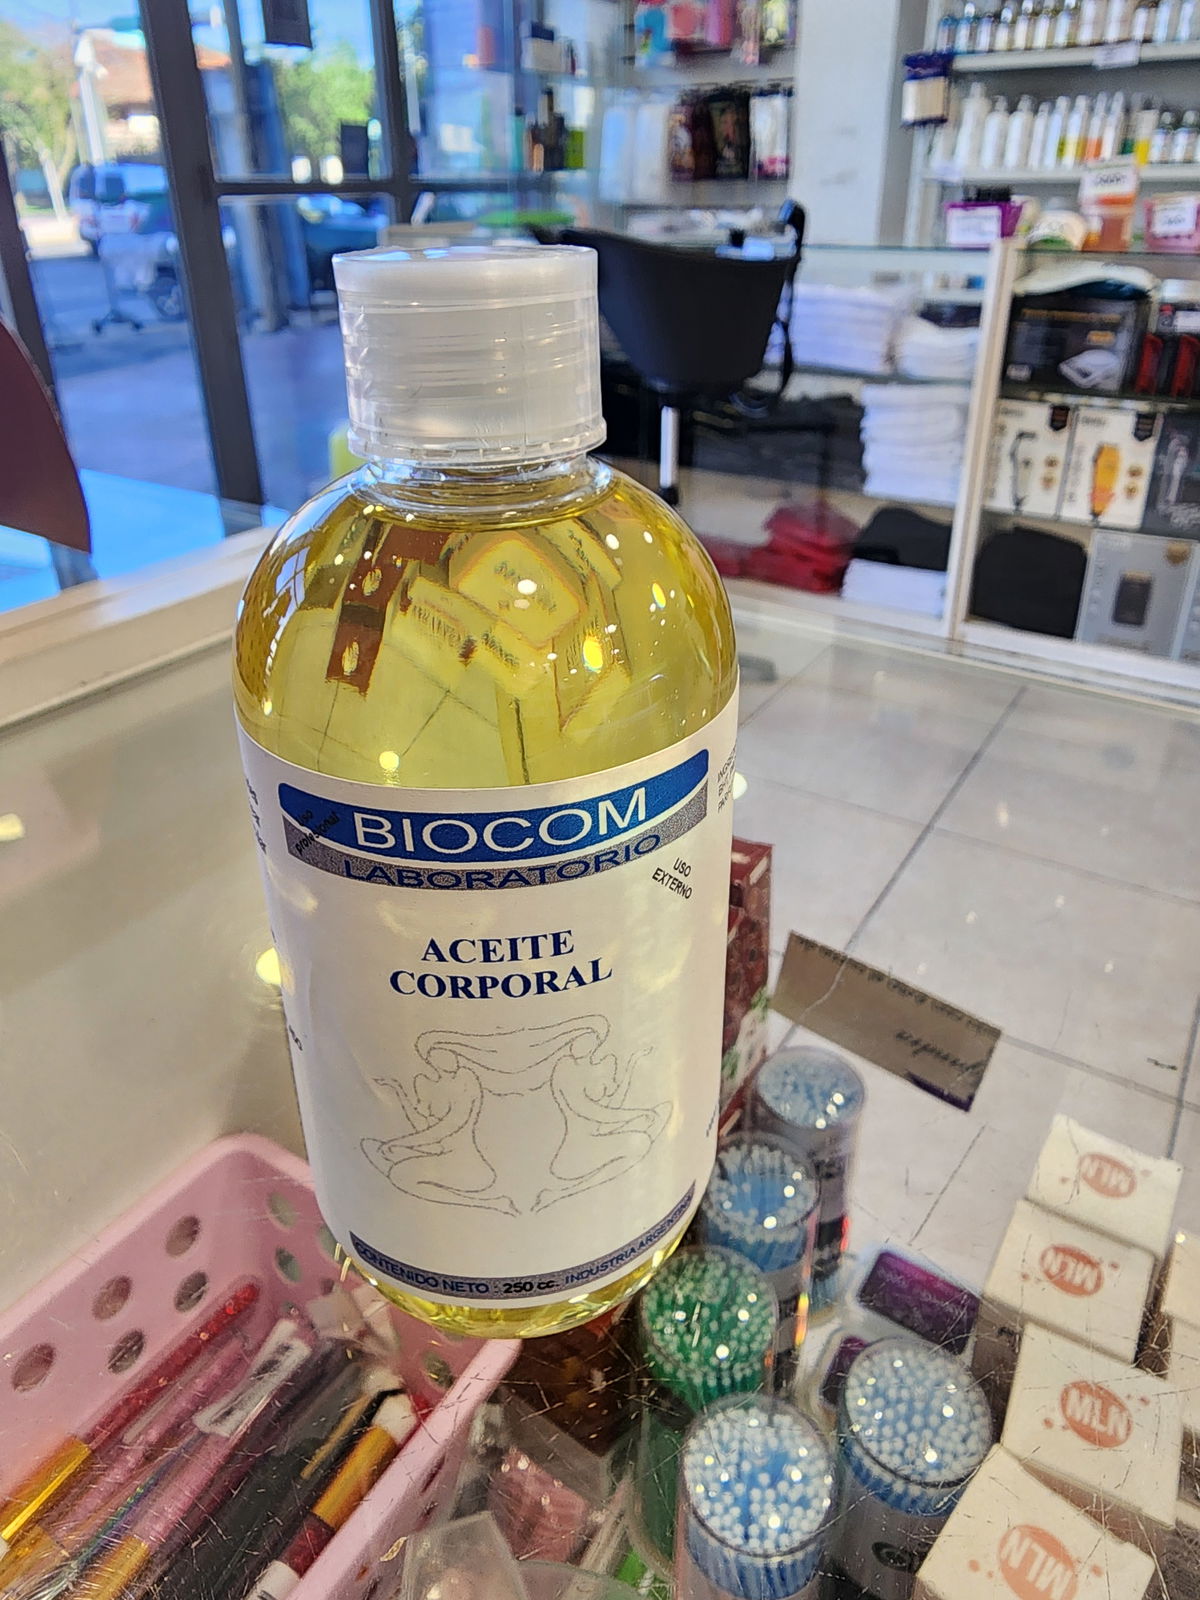 BIOCOM
LABORATORIO
Uso
profesional
USO
EXTERNO
ACEITE
CORPORAL
CONTENIDO NETO - 250 cc. INDUSTRIA ARGENTINA
MLN
MLN
MLN
MLN